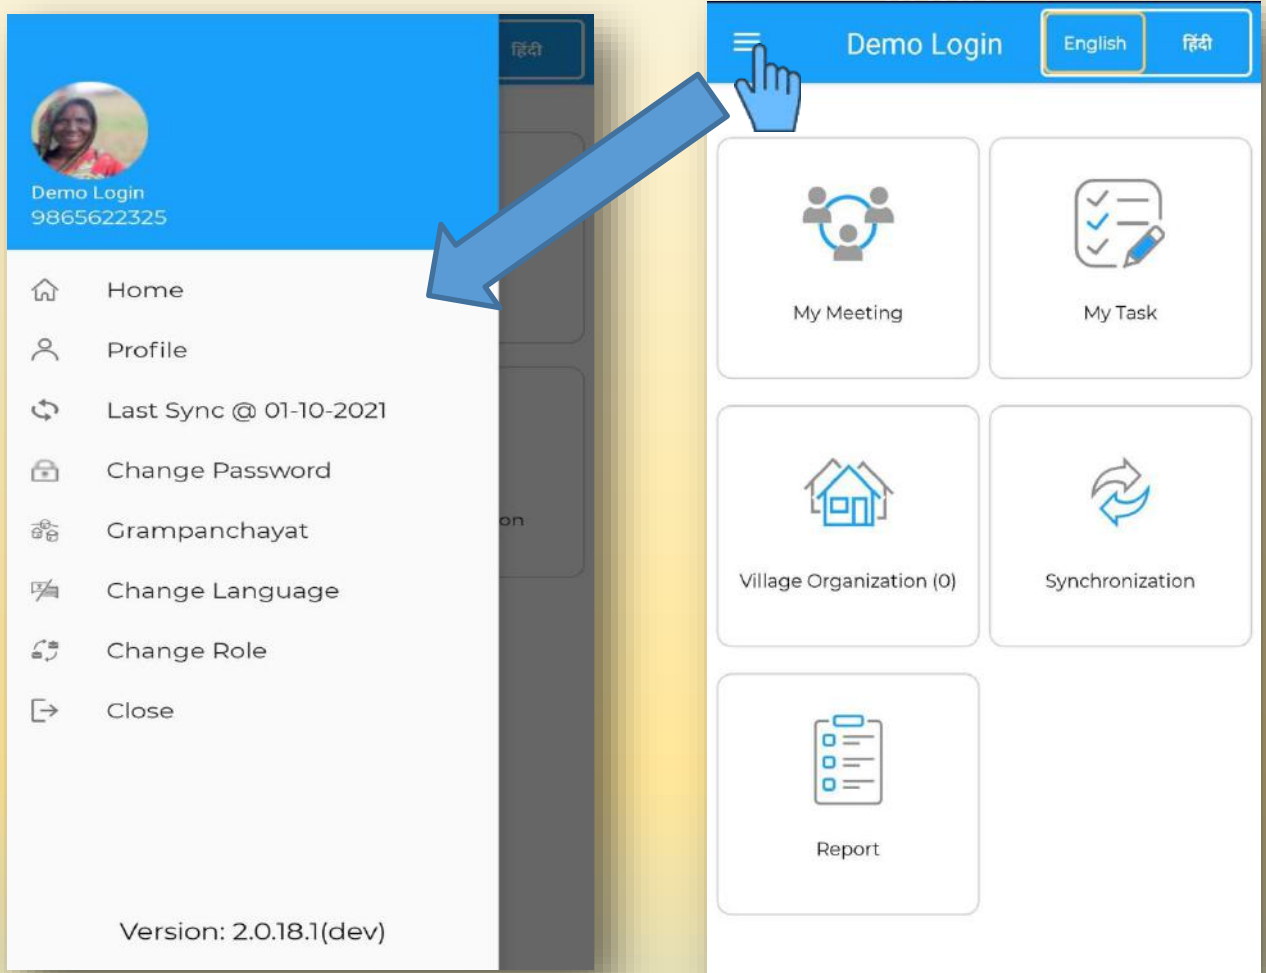 हिंदी
Demo Login
9865622325
Home
Profile
Last Sync @ 01-10-2021
Change Password
Grampanchayat
on
Change Language
Change Role
Close
Version: 2.0.18.1(dev)
Demo Login
English
हिंदी
My Meeting
My Task
Village Organization (0)
Synchronization
Report